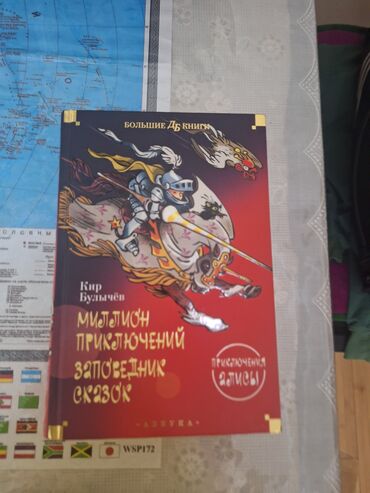 БОЛЬШИЕ ДБ КНИГИ
Кир
Булычёв
МИЛЛИОН
ПРИКЛЮЧЕНИЙ
ЗАПОВЕДНИК
СКАЗОК
ПРИКЛЮЧЕНИЯ
АЛИСЫ
·АЗБУКА·
WSP172